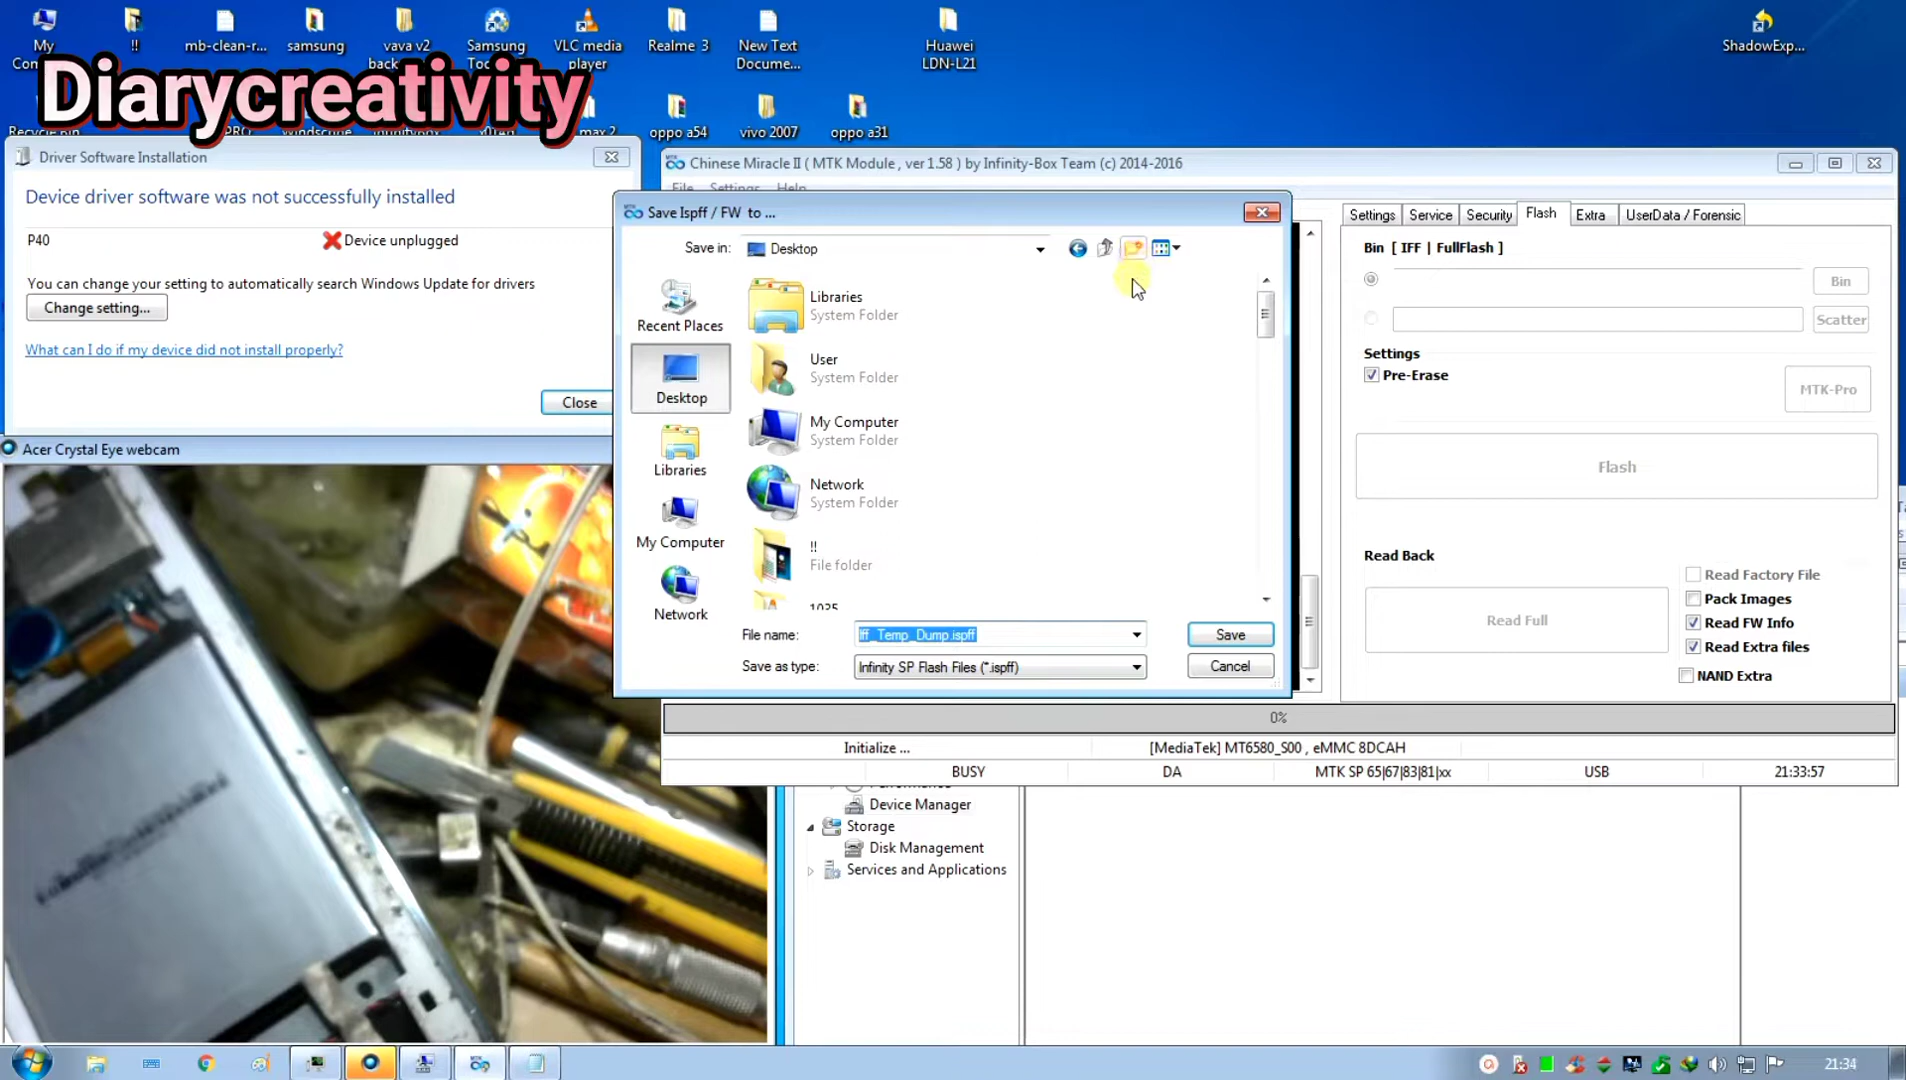 My
!!
mb-clean-r...
samsung
vava v2
Samsung
VLC media
player
Realme 3
New Text
Docume...
Huawei
LDN-L21
ShadowExp...
Diarycreativity
oppo a54
vivo 2007
oppo a31
Driver Software Installation
Device driver software was not successfully installed
P40
Device unplugged
You can change your setting to automatically search Windows Update for drivers
Change setting...
What can I do if my device did not install properly?
Close
Acer Crystal Eye webcam
Chinese Miracle II ( MTK Module , ver 1.58 ) by Infinity-Box Team (c) 2014-2016
File Settings Help
Save Ispff / FW to ...
Save in:
Desktop
Recent Places
Desktop
Libraries
My Computer
Network
Libraries
System Folder
User
System Folder
My Computer
System Folder
Network
System Folder
!!
File folder
1035
File name:
Iff_Temp_Dump.ispff
Save
Save as type:
Infinity SP Flash Files (*.ispff)
Cancel
Settings
Service
Security
Flash
Extra
UserData / Forensic
Bin [ IFF | FullFlash ]
Bin
Scatter
Settings
Pre-Erase
MTK-Pro
Flash
Read Back
Read Full
Read Factory File
Pack Images
Read FW Info
Read Extra files
NAND Extra
0%
Initialize ...
[MediaTek] MT6580_S00 , eMMC 8DCAH
BUSY
DA
MTK SP 65|67|83|81|xx
USB
21:33:57
Device Manager
Storage
Disk Management
Services and Applications
21:34